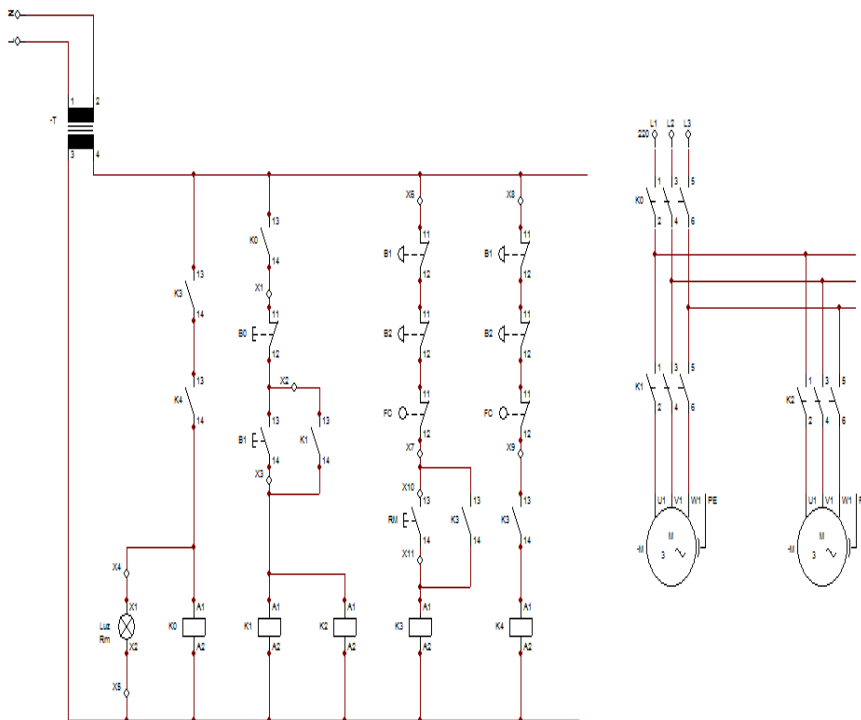 N
L
1 2
-T
3 4
220 L1 L2 L3
X6 X8
1 3 5
K0
2 4 6
13
K0
14
11 11
B1 B1
12 12
13
K3
14
X1
11
B0
12
11 11
B2 B2
12 12
X2
13
K4
14
13 13
B1 K1
14 14
X3
11 11
FC FC
12 12
X7 X9
1 3 5
K1
2 4 6
1 3 5
K2
2 4 6
X10
13 13 13
RM K3 K3
14 14 14
X11
U1 V1 W1 PE
-M M
3
U1 V1 W1
-M M
3
X4
X1
Luz
Rm
X2
X5
A1 A1 A1 A1 A1
K0 K1 K2 K3 K4
A2 A2 A2 A2 A2